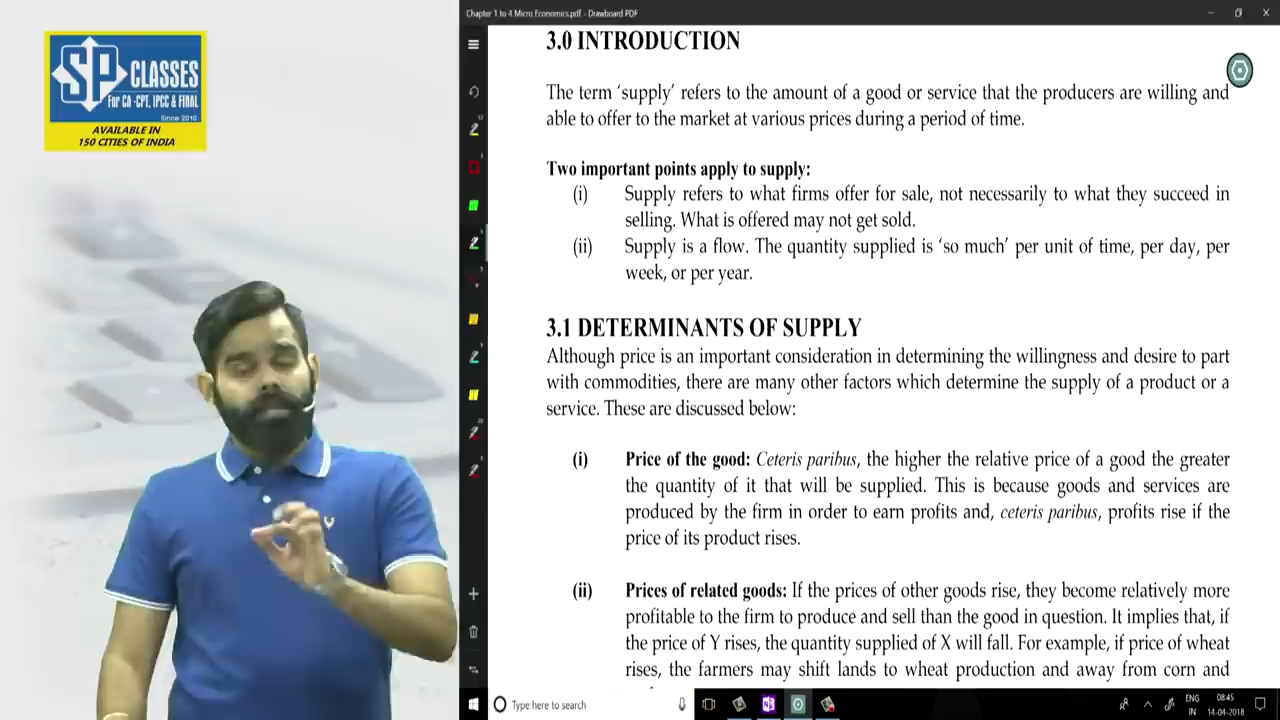 SP CLASSES
For CA-CPT, IPCC & FINAL
Since 2010
AVAILABLE IN
150 CITIES OF INDIA
Chapter 1 to 4 Micro Economics.pdf - Drawboard PDF
3.0 INTRODUCTION
The term ‘supply’ refers to the amount of a good or service that the producers are willing and
able to offer to the market at various prices during a period of time.
Two important points apply to supply:
(i) Supply refers to what firms offer for sale, not necessarily to what they succeed in
selling. What is offered may not get sold.
(ii) Supply is a flow. The quantity supplied is ‘so much’ per unit of time, per day, per
week, or per year.
3.1 DETERMINANTS OF SUPPLY
Although price is an important consideration in determining the willingness and desire to part
with commodities, there are many other factors which determine the supply of a product or a
service. These are discussed below:
(i) Price of the good: Ceteris paribus, the higher the relative price of a good the greater
the quantity of it that will be supplied. This is because goods and services are
produced by the firm in order to earn profits and, ceteris paribus, profits rise if the
price of its product rises.
(ii) Prices of related goods: If the prices of other goods rise, they become relatively more
profitable to the firm to produce and sell than the good in question. It implies that, if
the price of Y rises, the quantity supplied of X will fall. For example, if price of wheat
rises, the farmers may shift lands to wheat production and away from corn and
Type here to search
ENG
IN
08:45
14-04-2018